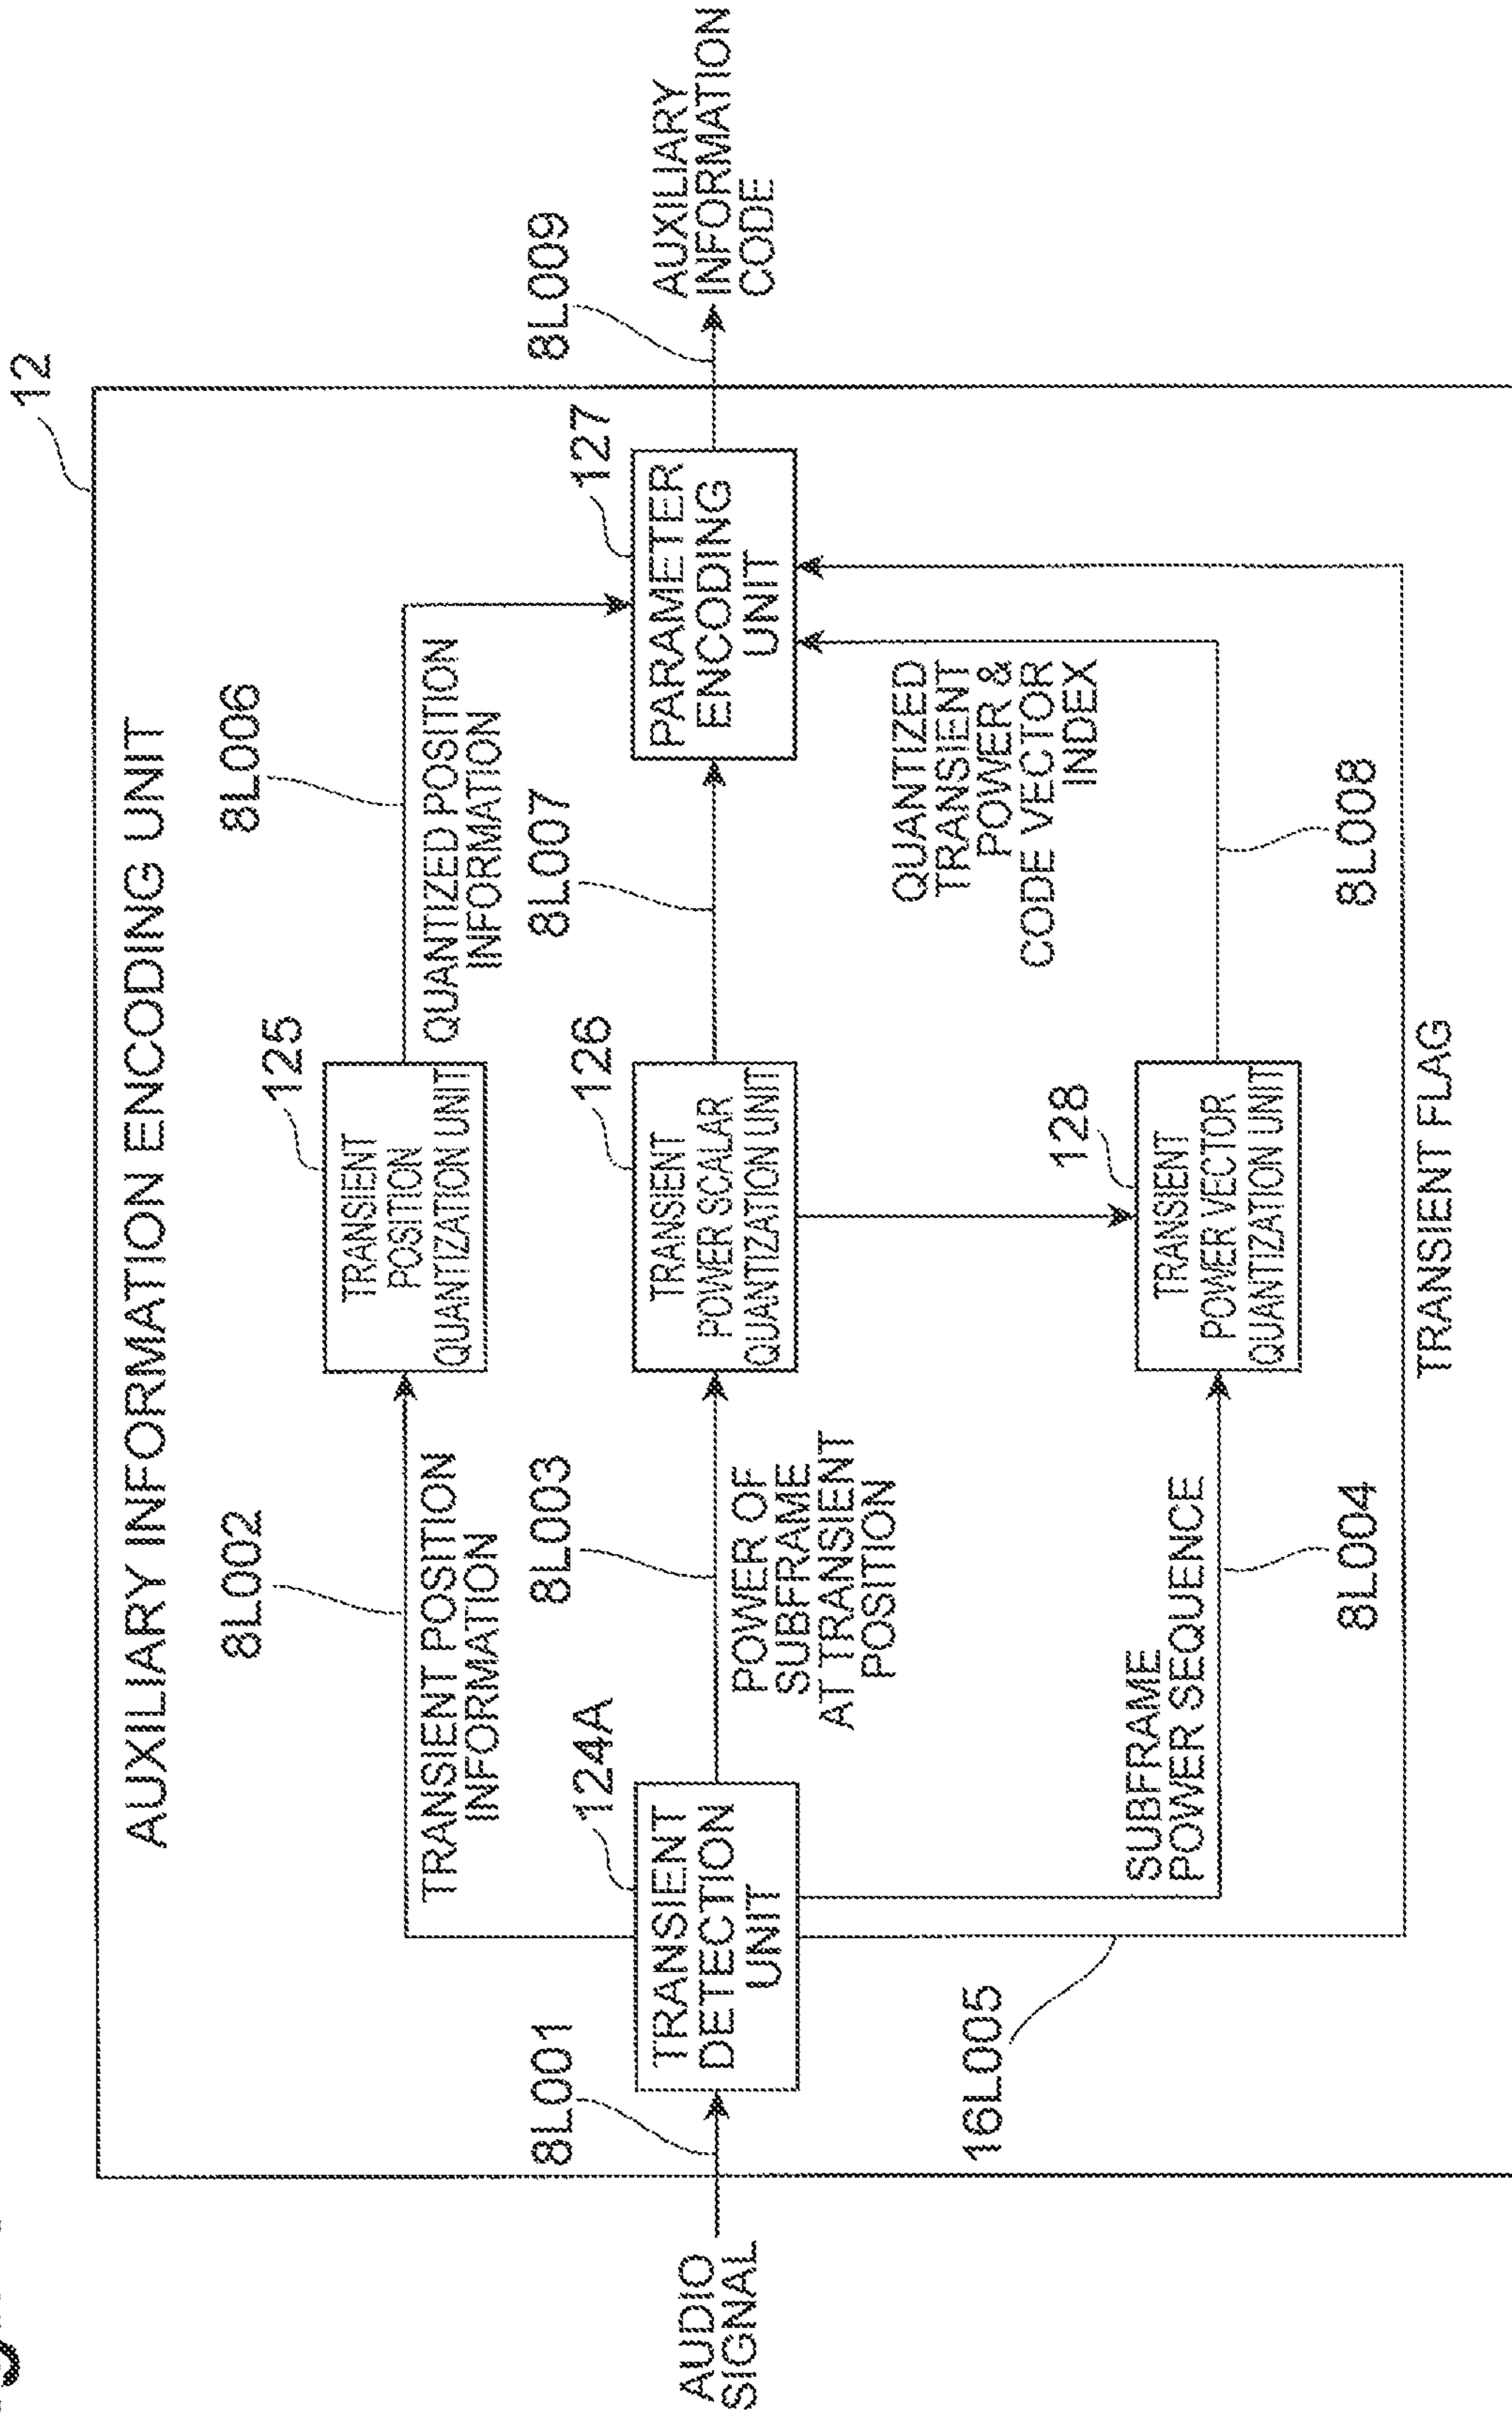 12
AUXILIARY INFORMATION ENCODING UNIT
8L002
8L006
TRANSIENT POSITION
INFORMATION
125
TRANSIENT
POSITION
QUANTIZATION UNIT
QUANTIZED POSITION
INFORMATION
AUDIO
SIGNAL
8L001
124A
TRANSIENT
DETECTION
UNIT
8L003
POWER OF
SUBFRAME
AT TRANSIENT
POSITION
126
TRANSIENT
POWER SCALAR
QUANTIZATION UNIT
8L007
127
PARAMETER
ENCODING
UNIT
8L009
AUXILIARY
INFORMATION
CODE
QUANTIZED
TRANSIENT
POWER &
CODE VECTOR
INDEX
16L005
SUBFRAME
POWER SEQUENCE
8L004
128
TRANSIENT
POWER VECTOR
QUANTIZATION UNIT
8L008
TRANSIENT FLAG